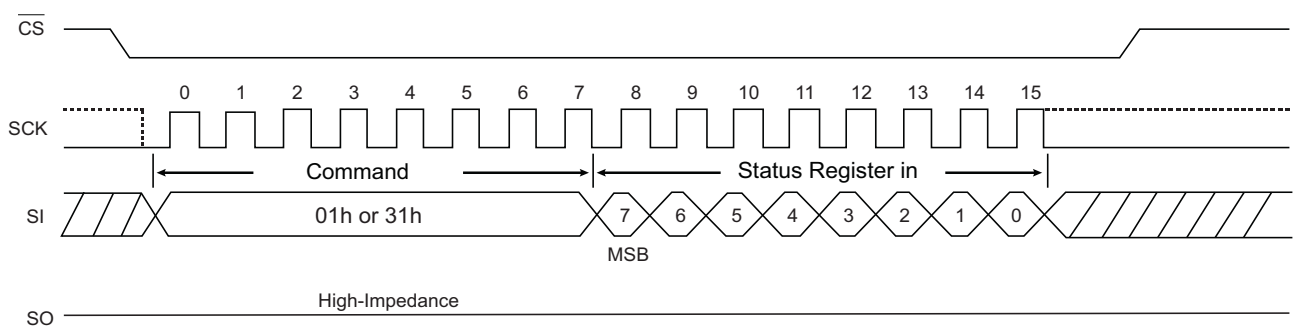 CS
0 1 2 3 4 5 6 7 8 9 10 11 12 13 14 15
SCK
Command
Status Register in
SI
01h or 31h
7 6 5 4 3 2 1 0
MSB
High-Impedance
SO